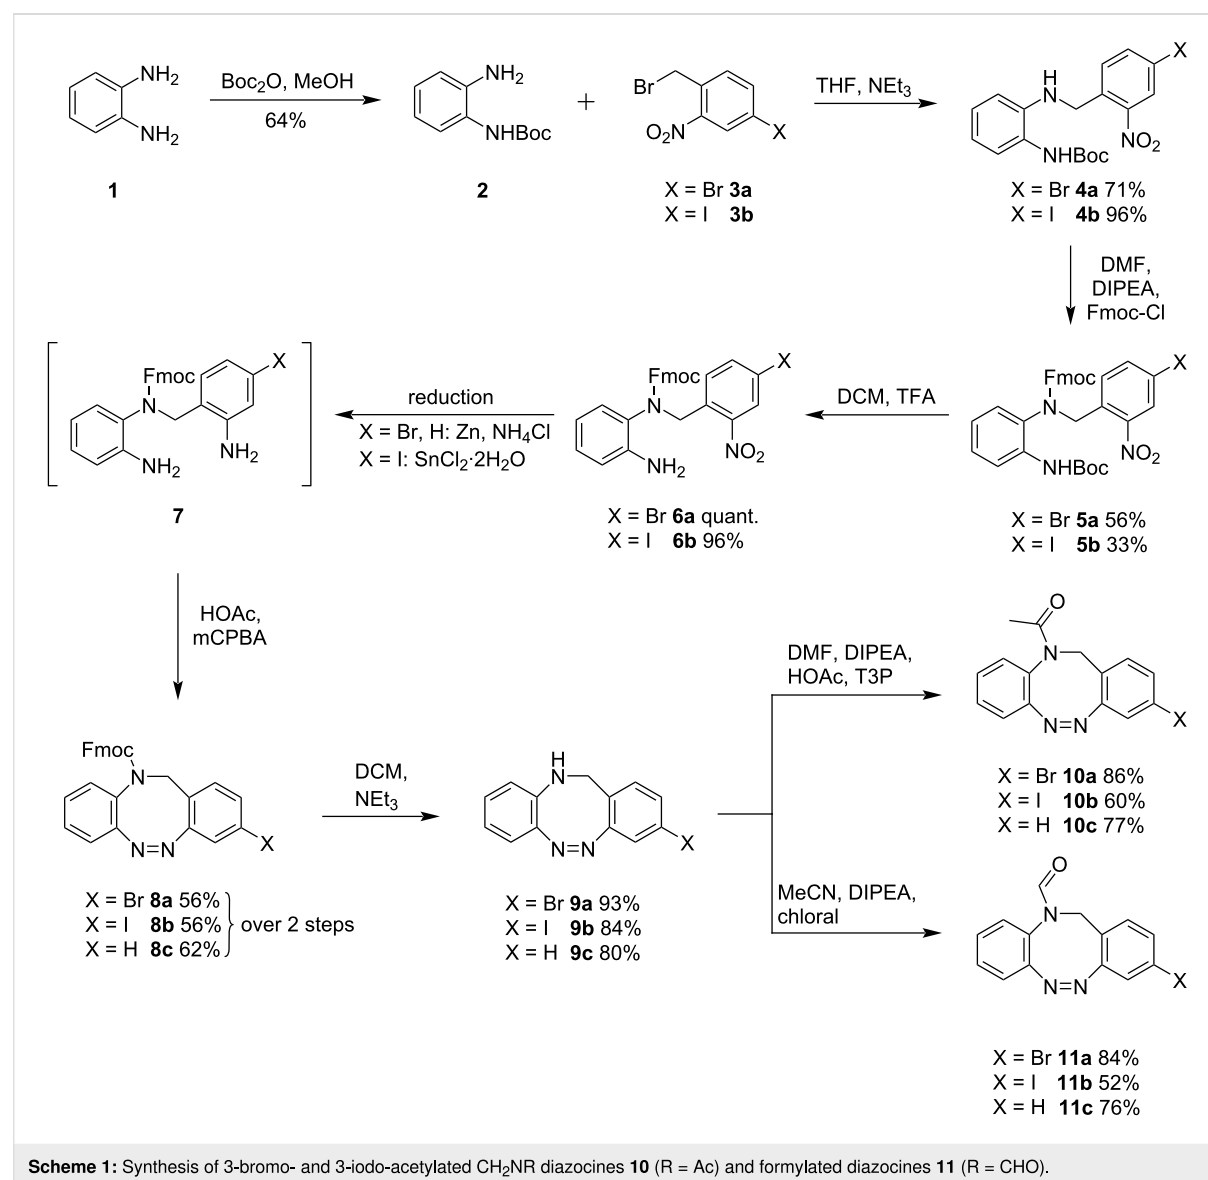 NH2
NH2
1
Boc2O, MeOH
64%
NH2
NHBoc
2
+
Br
O2N
X
X = Br 3a
X = I 3b
THF, NEt3
H
N
X
NO2
NHBoc
X = Br 4a 71%
X = I 4b 96%
DMF,
DIPEA,
Fmoc-Cl
Fmoc
N
X
NH2
NH2
7
reduction
X = Br, H: Zn, NH4Cl
X = I: SnCl2·2H2O
Fmoc
N
X
NO2
NH2
X = Br 6a quant.
X = I 6b 96%
DCM, TFA
Fmoc
N
X
NO2
NHBoc
X = Br 5a 56%
X = I 5b 33%
HOAc,
mCPBA
Fmoc
N
N=N
X
X = Br 8a 56%
X = I 8b 56%
X = H 8c 62%
over 2 steps
DCM,
NEt3
H
N
N=N
X
X = Br 9a 93%
X = I 9b 84%
X = H 9c 80%
DMF, DIPEA,
HOAc, T3P
O
N
N=N
X
X = Br 10a 86%
X = I 10b 60%
X = H 10c 77%
MeCN, DIPEA,
chloral
O
N
N=N
X
X = Br 11a 84%
X = I 11b 52%
X = H 11c 76%
Scheme 1: Synthesis of 3-bromo- and 3-iodo-acetylated CH2NR diazocines 10 (R = Ac) and formylated diazocines 11 (R = CHO).